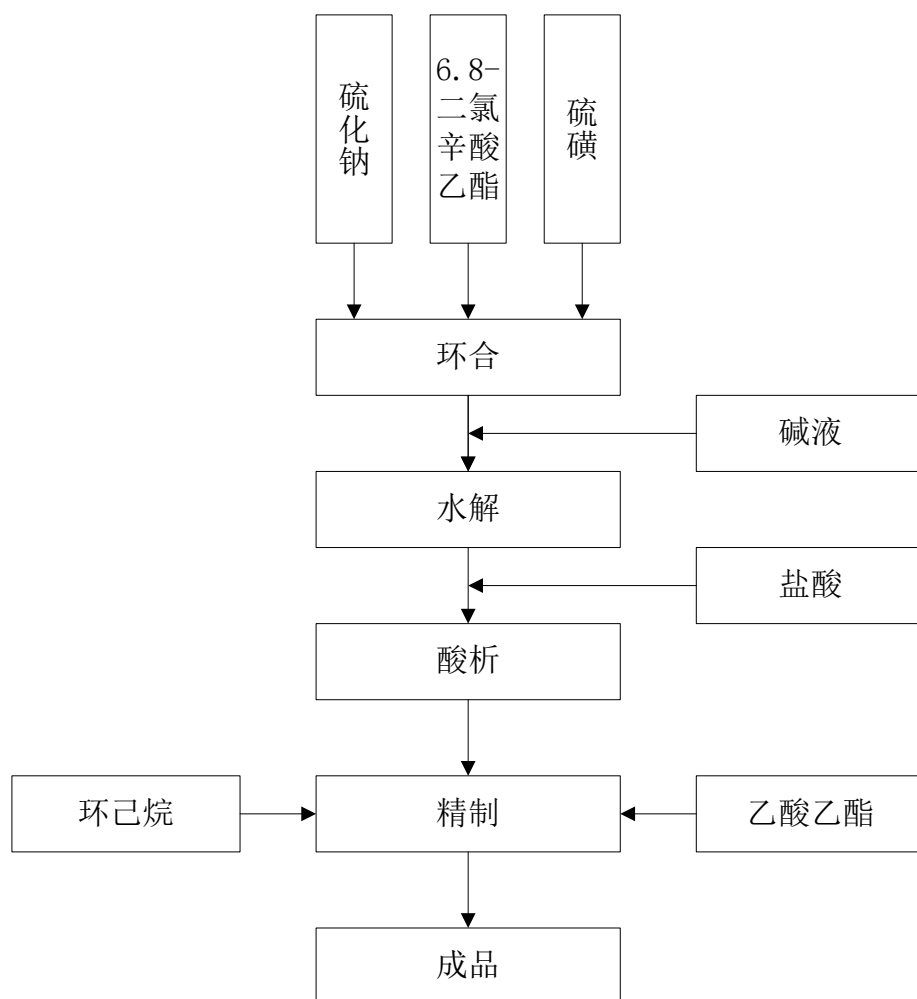 硫化钠
6.8-
二氯
辛酸
乙酯
硫磺
环合
碱液
水解
盐酸
酸析
环己烷
精制
乙酸乙酯
成品